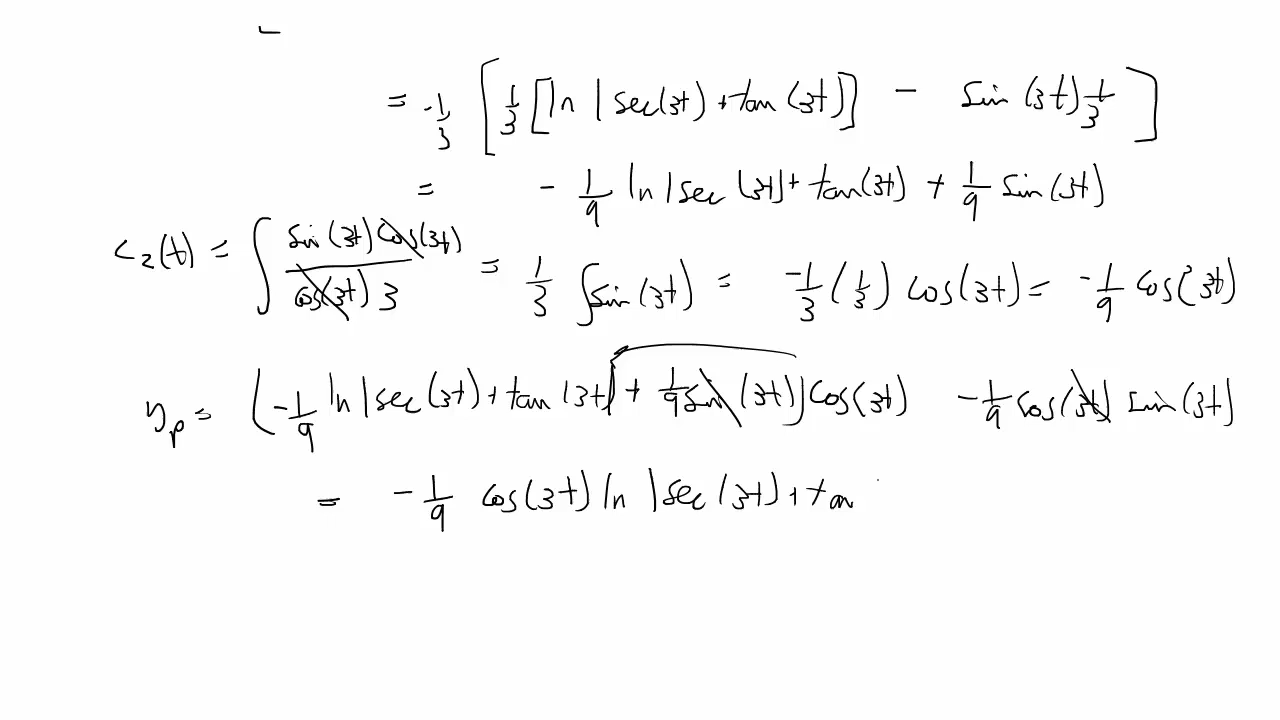 = -1/3 [ 1/3 [ln |sec(3t) + tan (3t)] - sin (3t) 1/3 ]
= - 1/9 ln |sec (3t) + tan(3t) + 1/9 sin (3t)
c₂(t) = ∫ sin (3t) cos(3t) / cos(3t) 3 = 1/3 ∫ sin (3t) = -1/3 (1/3) cos(3t) = -1/9 cos(3t)
yₚ = (-1/9 ln |sec (3t) + tan (3t) + 1/9 sin (3t)) cos(3t) - 1/9 cos(3t) sin (3t)
= - 1/9 cos(3t) ln |sec (3t) + tan